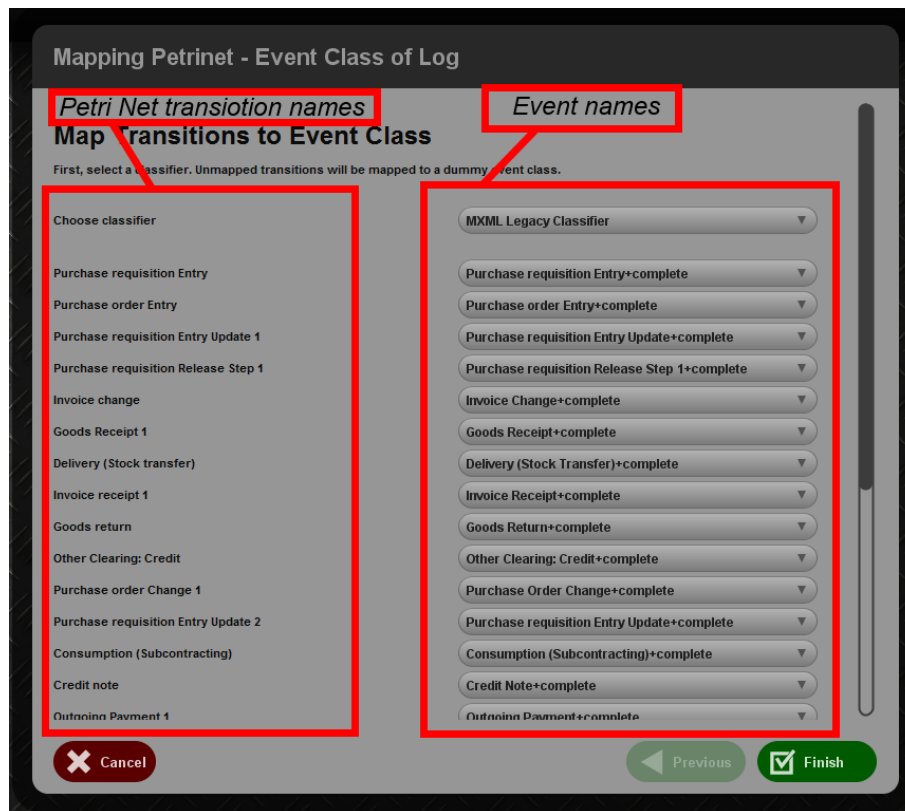 Mapping Petrinet - Event Class of Log
Petri Net transiotion names
Event names
Map Transitions to Event Class
First, select a classifier. Unmapped transitions will be mapped to a dummy event class.
Choose classifier MXML Legacy Classifier
Purchase requisition Entry Purchase requisition Entry+complete
Purchase order Entry Purchase order Entry+complete
Purchase requisition Entry Update 1 Purchase requisition Entry Update+complete
Purchase requisition Release Step 1 Purchase requisition Release Step 1+complete
Invoice change Invoice Change+complete
Goods Receipt 1 Goods Receipt+complete
Delivery (Stock transfer) Delivery (Stock Transfer)+complete
Invoice receipt 1 Invoice Receipt+complete
Goods return Goods Return+complete
Other Clearing: Credit Other Clearing: Credit+complete
Purchase order Change 1 Purchase Order Change+complete
Purchase requisition Entry Update 2 Purchase requisition Entry Update+complete
Consumption (Subcontracting) Consumption (Subcontracting)+complete
Credit note Credit Note+complete
Outgoing Payment 1 Outgoing Payment+complete
Cancel Previous Finish